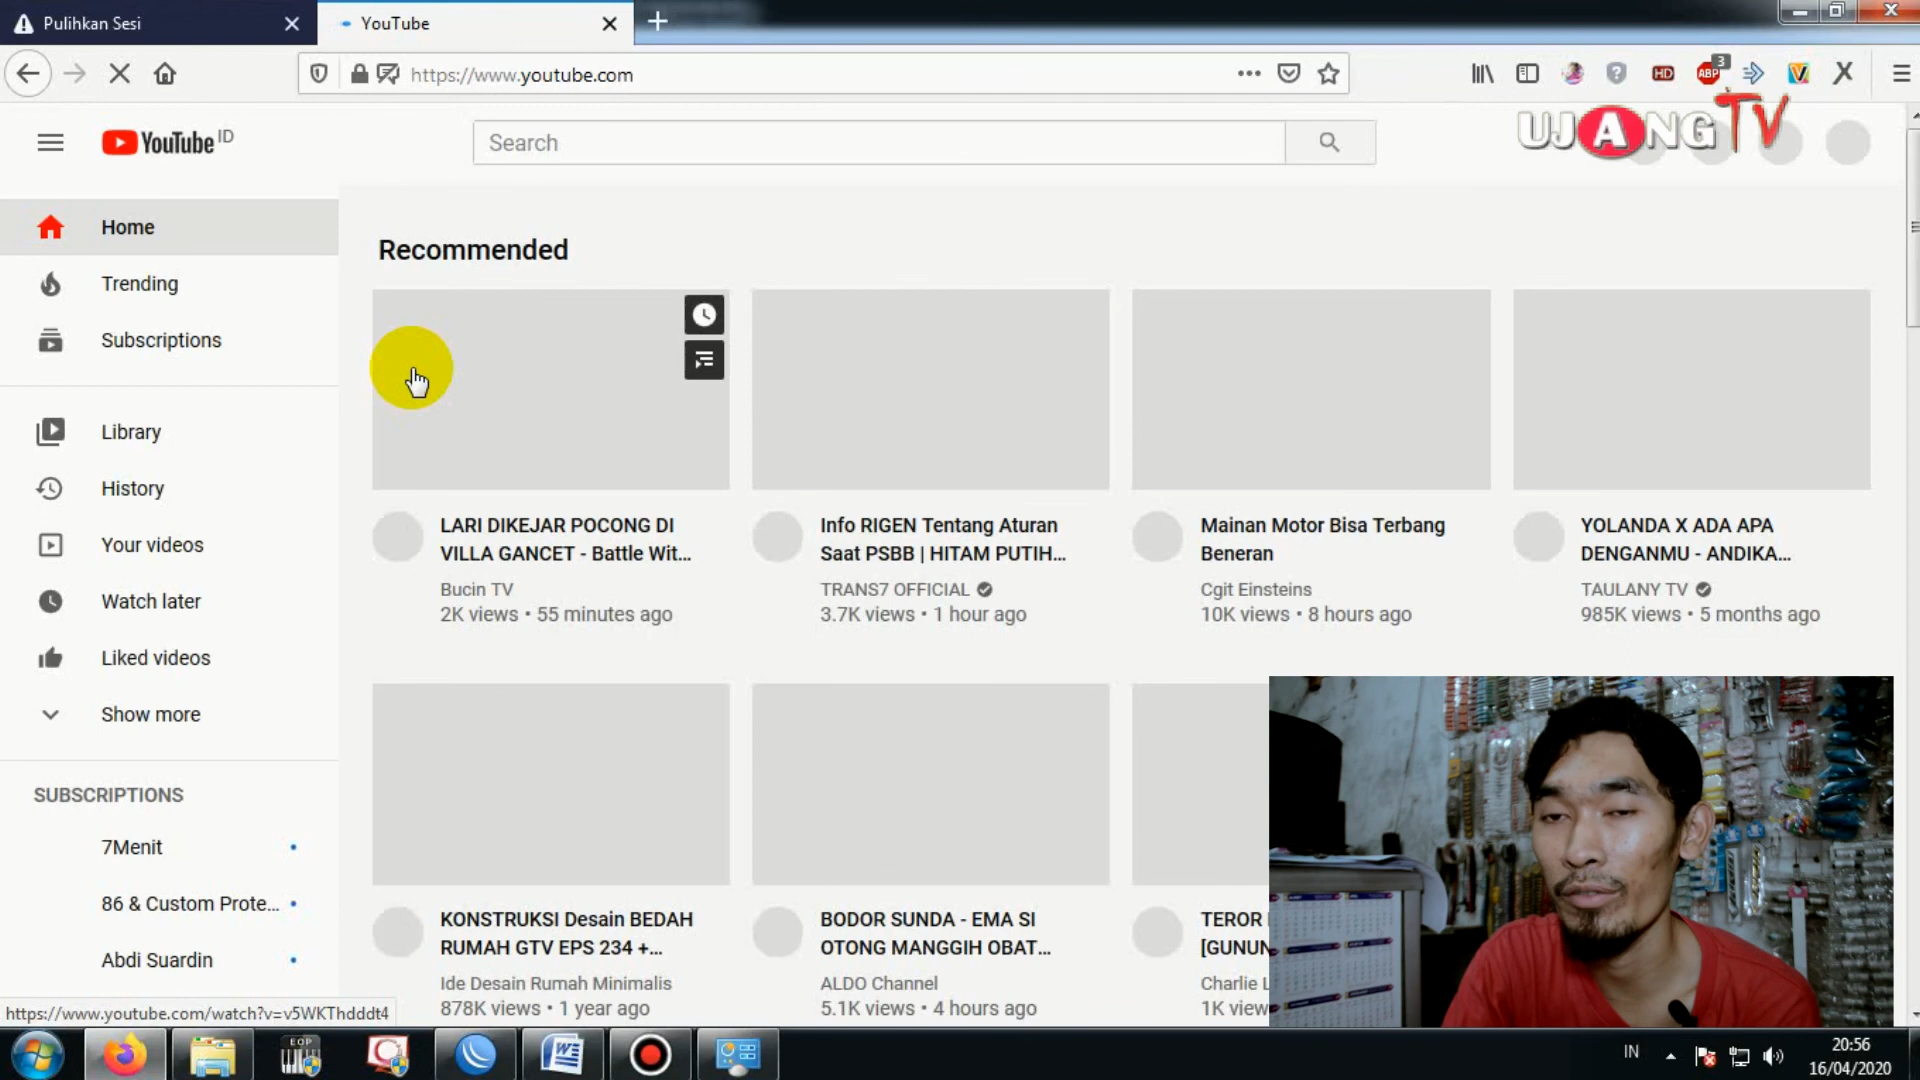 Pulihkan Sesi
YouTube
https://www.youtube.com
HD
ABP
3
UJANG TV
YouTube ID
Search
Home
Trending
Subscriptions
Library
History
Your videos
Watch later
Liked videos
Show more
SUBSCRIPTIONS
7Menit
86 & Custom Prote...
Abdi Suardin
Recommended
LARI DIKEJAR POCONG DI
VILLA GANCET - Battle Wit...
Bucin TV
2K views • 55 minutes ago
Info RIGEN Tentang Aturan
Saat PSBB | HITAM PUTIH...
TRANS7 OFFICIAL
3.7K views • 1 hour ago
Mainan Motor Bisa Terbang
Beneran
Cgit Einsteins
10K views • 8 hours ago
YOLANDA X ADA APA
DENGANMU - ANDIKA...
TAULANY TV
985K views • 5 months ago
KONSTRUKSI Desain BEDAH
RUMAH GTV EPS 234 +...
Ide Desain Rumah Minimalis
878K views • 1 year ago
BODOR SUNDA - EMA SI
OTONG MANGGIH OBAT...
ALDO Channel
5.1K views • 4 hours ago
TEROR
[GUNUN
Charlie L
1K view
https://www.youtube.com/watch?v=v5WKThdddt4
EOP
IN
20:56
16/04/2020